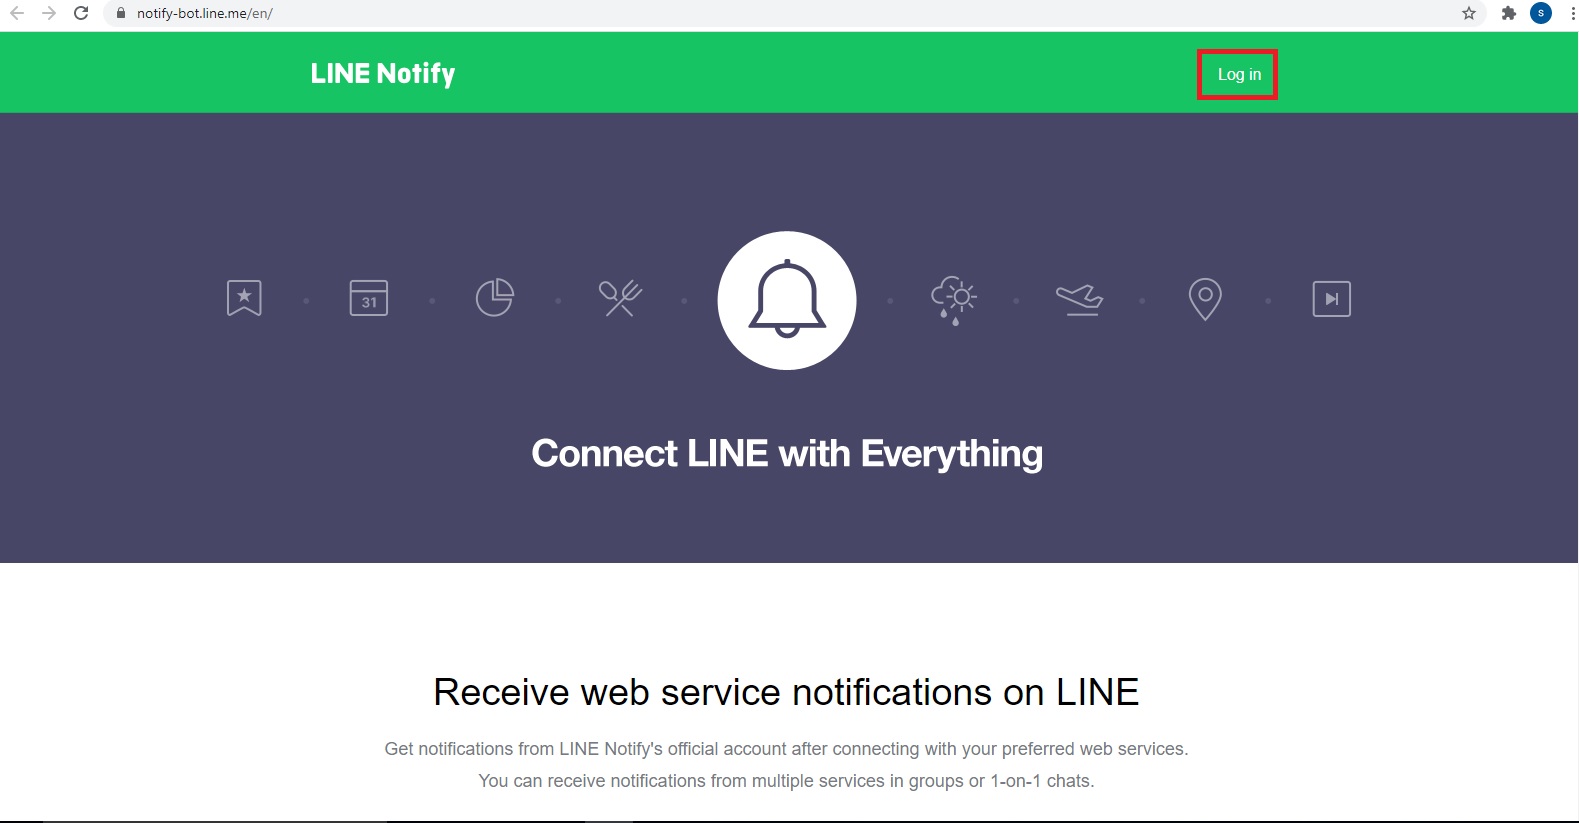 notify-bot.line.me/en/
S
LINE Notify
Log in
31
Connect LINE with Everything
Receive web service notifications on LINE
Get notifications from LINE Notify's official account after connecting with your preferred web services.
You can receive notifications from multiple services in groups or 1-on-1 chats.